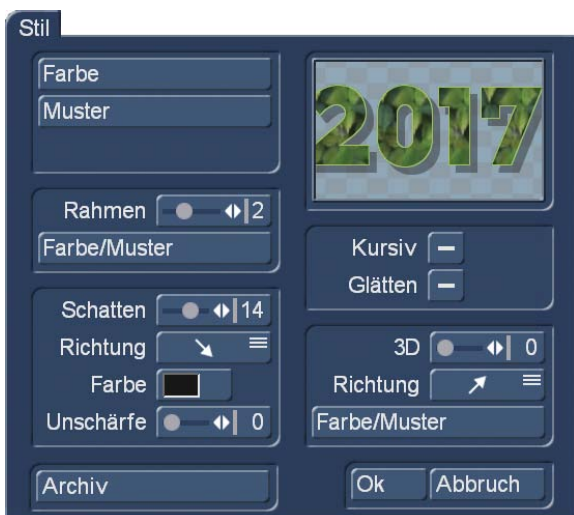 Stil
Farbe
Muster
2017
Rahmen 2
Farbe/Muster
Kursiv
Glätten
Schatten 14
Richtung
Farbe
Unschärfe 0
3D 0
Richtung
Farbe/Muster
Archiv
Ok
Abbruch